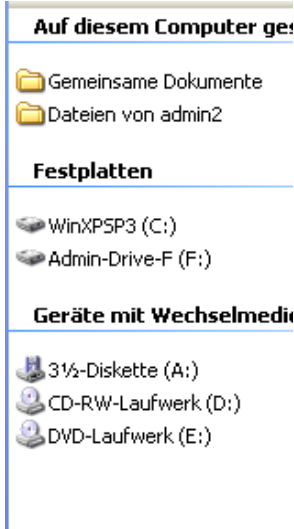 Auf diesem Computer ges
Gemeinsame Dokumente
Dateien von admin2
Festplatten
WinXPSP3 (C:)
Admin-Drive-F (F:)
Geräte mit Wechselmedie
3½-Diskette (A:)
CD-RW-Laufwerk (D:)
DVD-Laufwerk (E:)